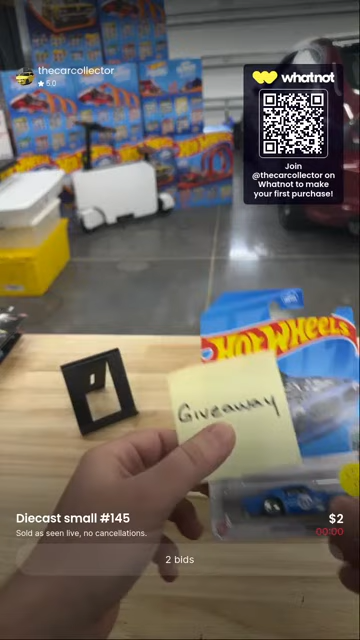 thecarcollector
★ 5.0
whatnot
Join
@thecarcollector on
Whatnot to make
your first purchase!
HOT WHEELS
Giveaway
Diecast small #145
$2
Sold as seen live, no cancellations.
00:00
2 bids